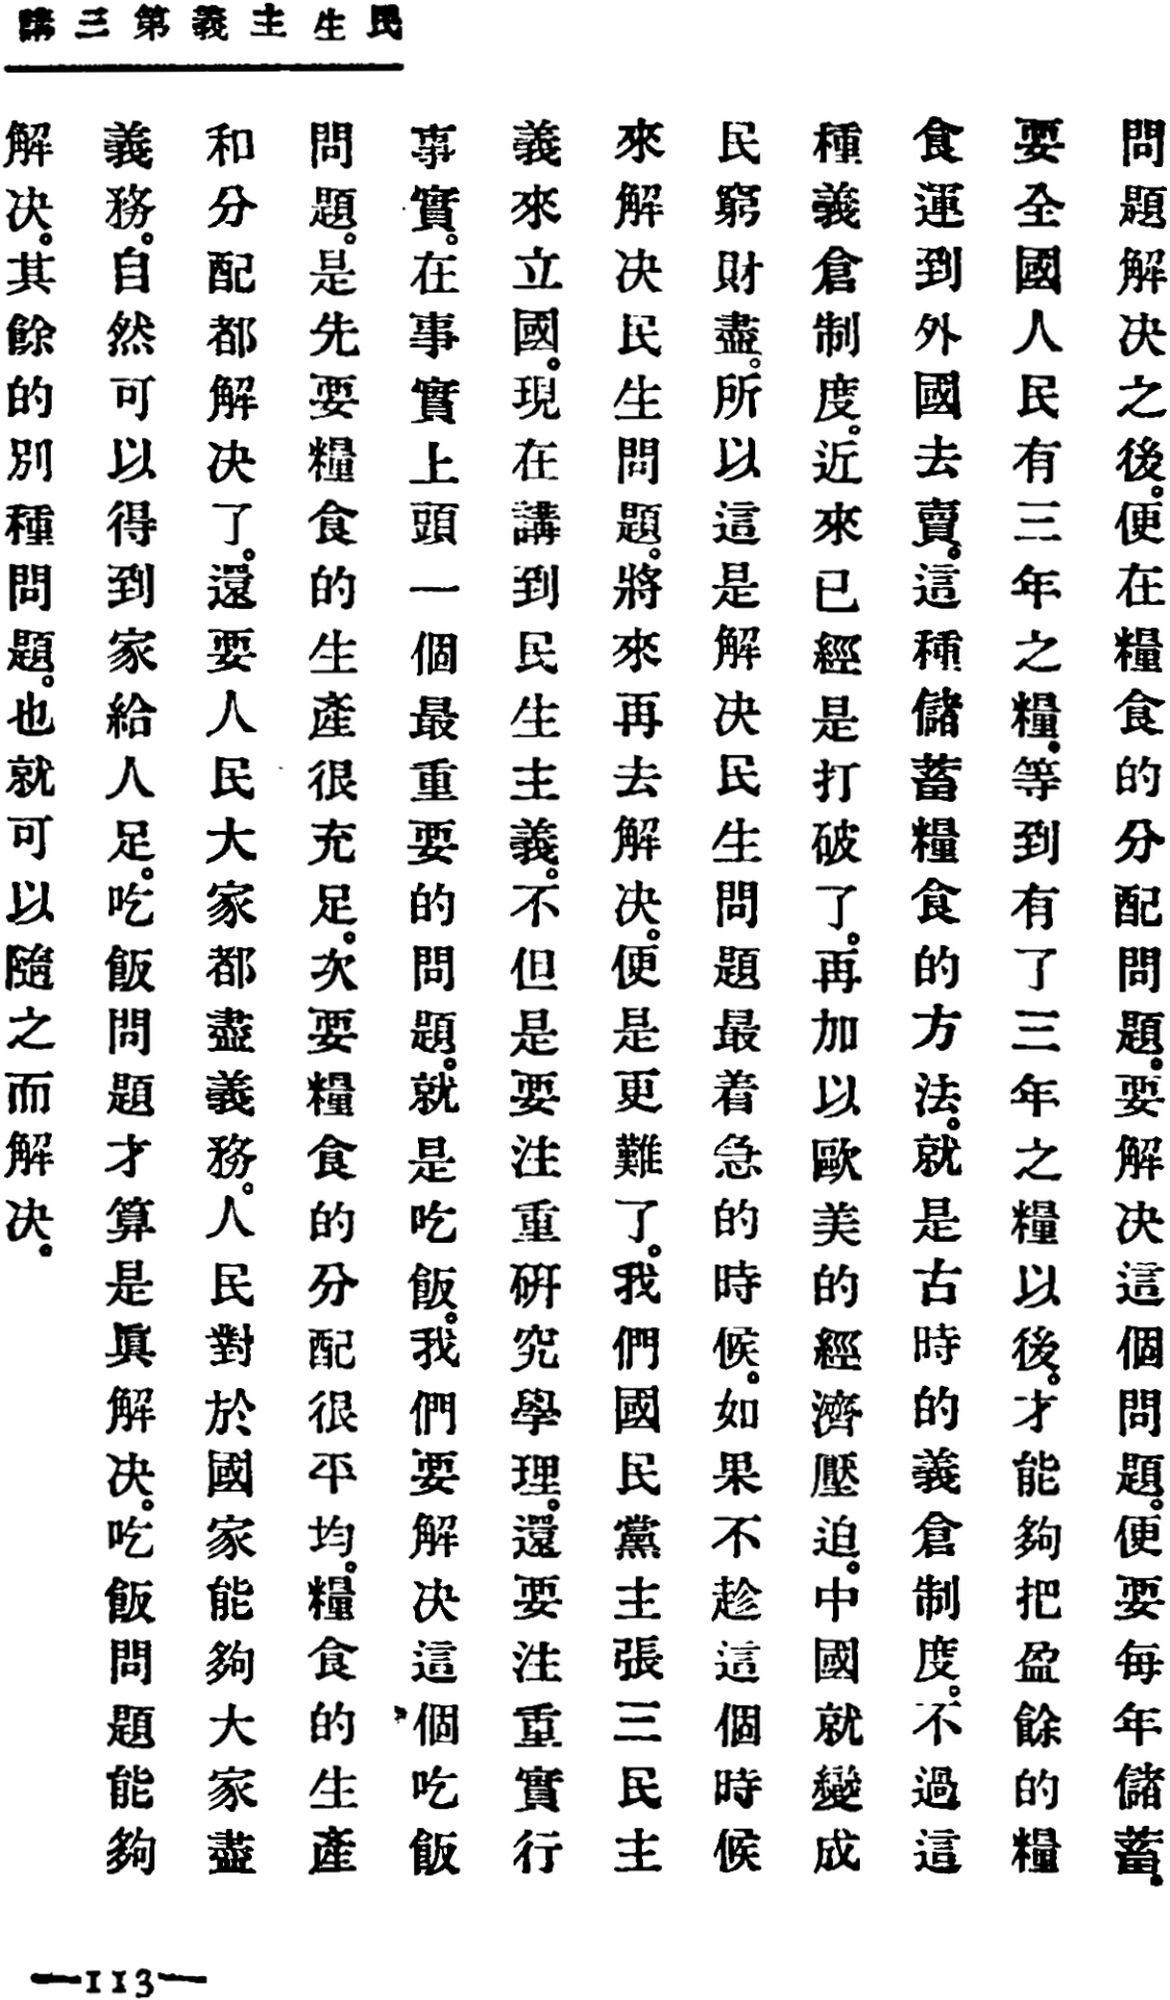 民生主義第三講
問題解決之後。便在糧食的分配問題。要解決這個問題。便要每年儲蓄。
要全國人民有三年之糧。等到有了三年之糧以後。才能夠把盈餘的糧
食運到外國去賣。這種儲蓄糧食的方法。就是古時的義倉制度。不過這
種義倉制度。近來已經是打破了。再加以歐美的經濟壓迫。中國就變成
民窮財盡。所以這是解決民生問題最着急的時候。如果不趁這個時候
來解決民生問題。將來再去解決。便是更難了。我們國民黨主張三民主
義來立國。現在講到民生主義。不但是要注重研究學理。還要注重實行
事實。在事實上頭一個最重要的問題。就是吃飯。我們要解決這個吃飯
問題。是先要糧食的生產很充足。次要糧食的分配很平均。糧食的生產
和分配都解決了。還要人民大家都盡義務。人民對於國家能夠大家盡
義務。自然可以得到家給人足。吃飯問題才算是眞解決。吃飯問題能夠
解決。其餘的別種問題。也就可以隨之而解決。
—113—